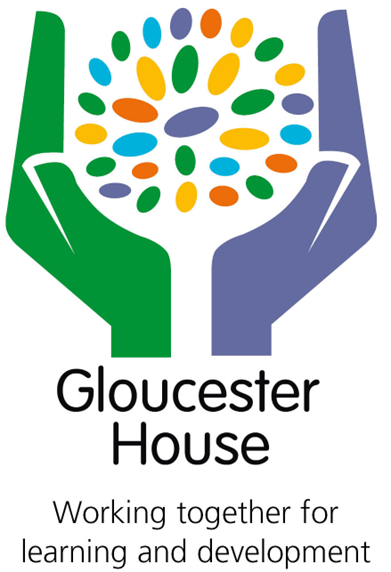 Gloucester
House
Working together for
learning and development